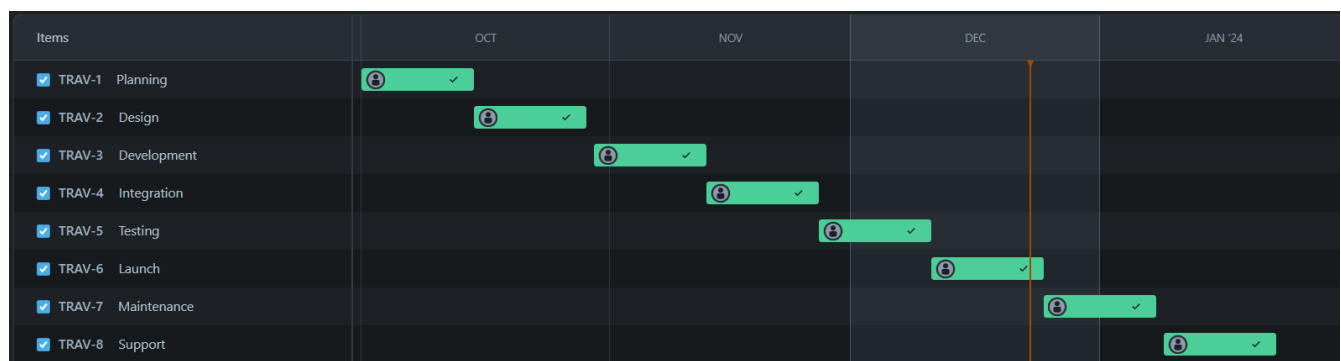 Items OCT NOV DEC JAN '24
TRAV-1 Planning
TRAV-2 Design
TRAV-3 Development
TRAV-4 Integration
TRAV-5 Testing
TRAV-6 Launch
TRAV-7 Maintenance
TRAV-8 Support